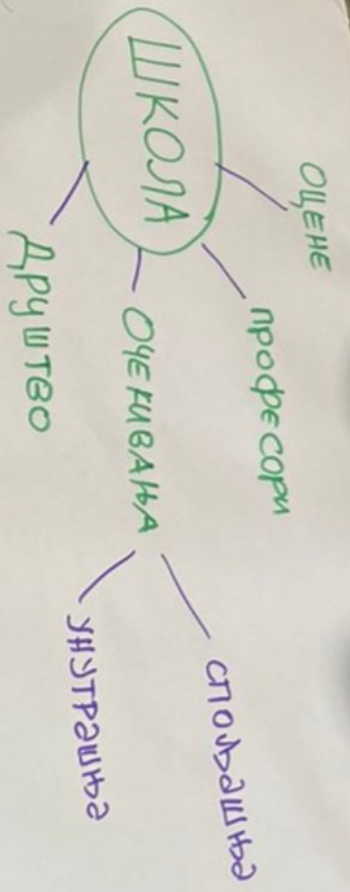 ШКОЛА
ОЦЕНЕ
ПРОФЕСОРИ
ОЧЕКИВАЊА
ДРУШТВО
СПОЉАШЊА
УНУТРАШЊА